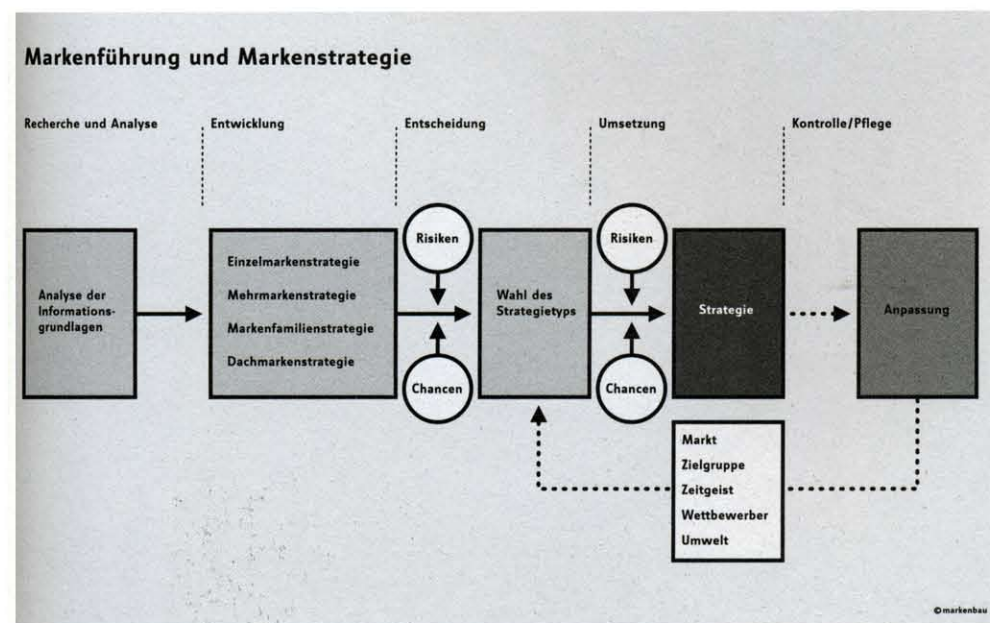 Markenführung und Markenstrategie
Recherche und Analyse
Entwicklung
Entscheidung
Umsetzung
Kontrolle/Pflege
Analyse der
Informations-
grundlagen
Einzelmarkenstrategie
Mehrmarkenstrategie
Markenfamilienstrategie
Dachmarkenstrategie
Risiken
Chancen
Wahl des
Strategietyps
Risiken
Chancen
Strategie
Anpassung
Markt
Zielgruppe
Zeitgeist
Wettbewerber
Umwelt
©markenbau